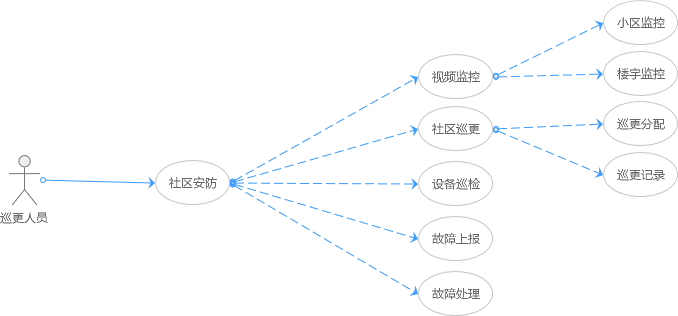 小区监控
视频监控
楼宇监控
社区巡更
巡更分配
巡更人员
社区安防
设备巡检
巡更记录
故障上报
故障处理